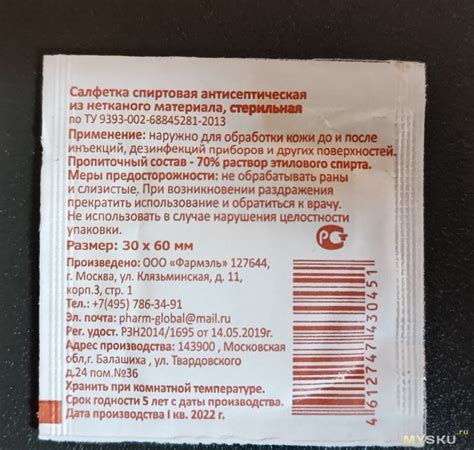 Салфетка спиртовая антисептическая
из нетканого материала, стерильная
по ТУ 9393-002-68845281-2013
Применение: наружно для обработки кожи до и после
инъекций, дезинфекций приборов и других поверхностей.
Пропиточный состав - 70% раствор этилового спирта.
Меры предосторожности: не обрабатывать раны
и слизистые. При возникновении раздражения
прекратить использование и обратиться к врачу.
Не использовать в случае нарушения целостности
упаковки.
Размер: 30 х 60 мм
РСТ
Произведено: ООО «Фармэль» 127644,
г. Москва, ул. Клязьминская, д. 11,
корп.3, стр. 1
Тел.: +7(495) 786-34-91
Эл. почта: pharm-global@mail.ru
Рег. удост. РЗН2014/1695 от 14.05.2019г.
Адрес производства: 143900 , Московская
обл,г. Балашиха , ул. Твардовского
д.24 пом.№36
Хранить при комнатной температуре.
Срок годности 5 лет с даты производства.
Дата производства I кв. 2022 г.
4612747430451
MYSKU.ru